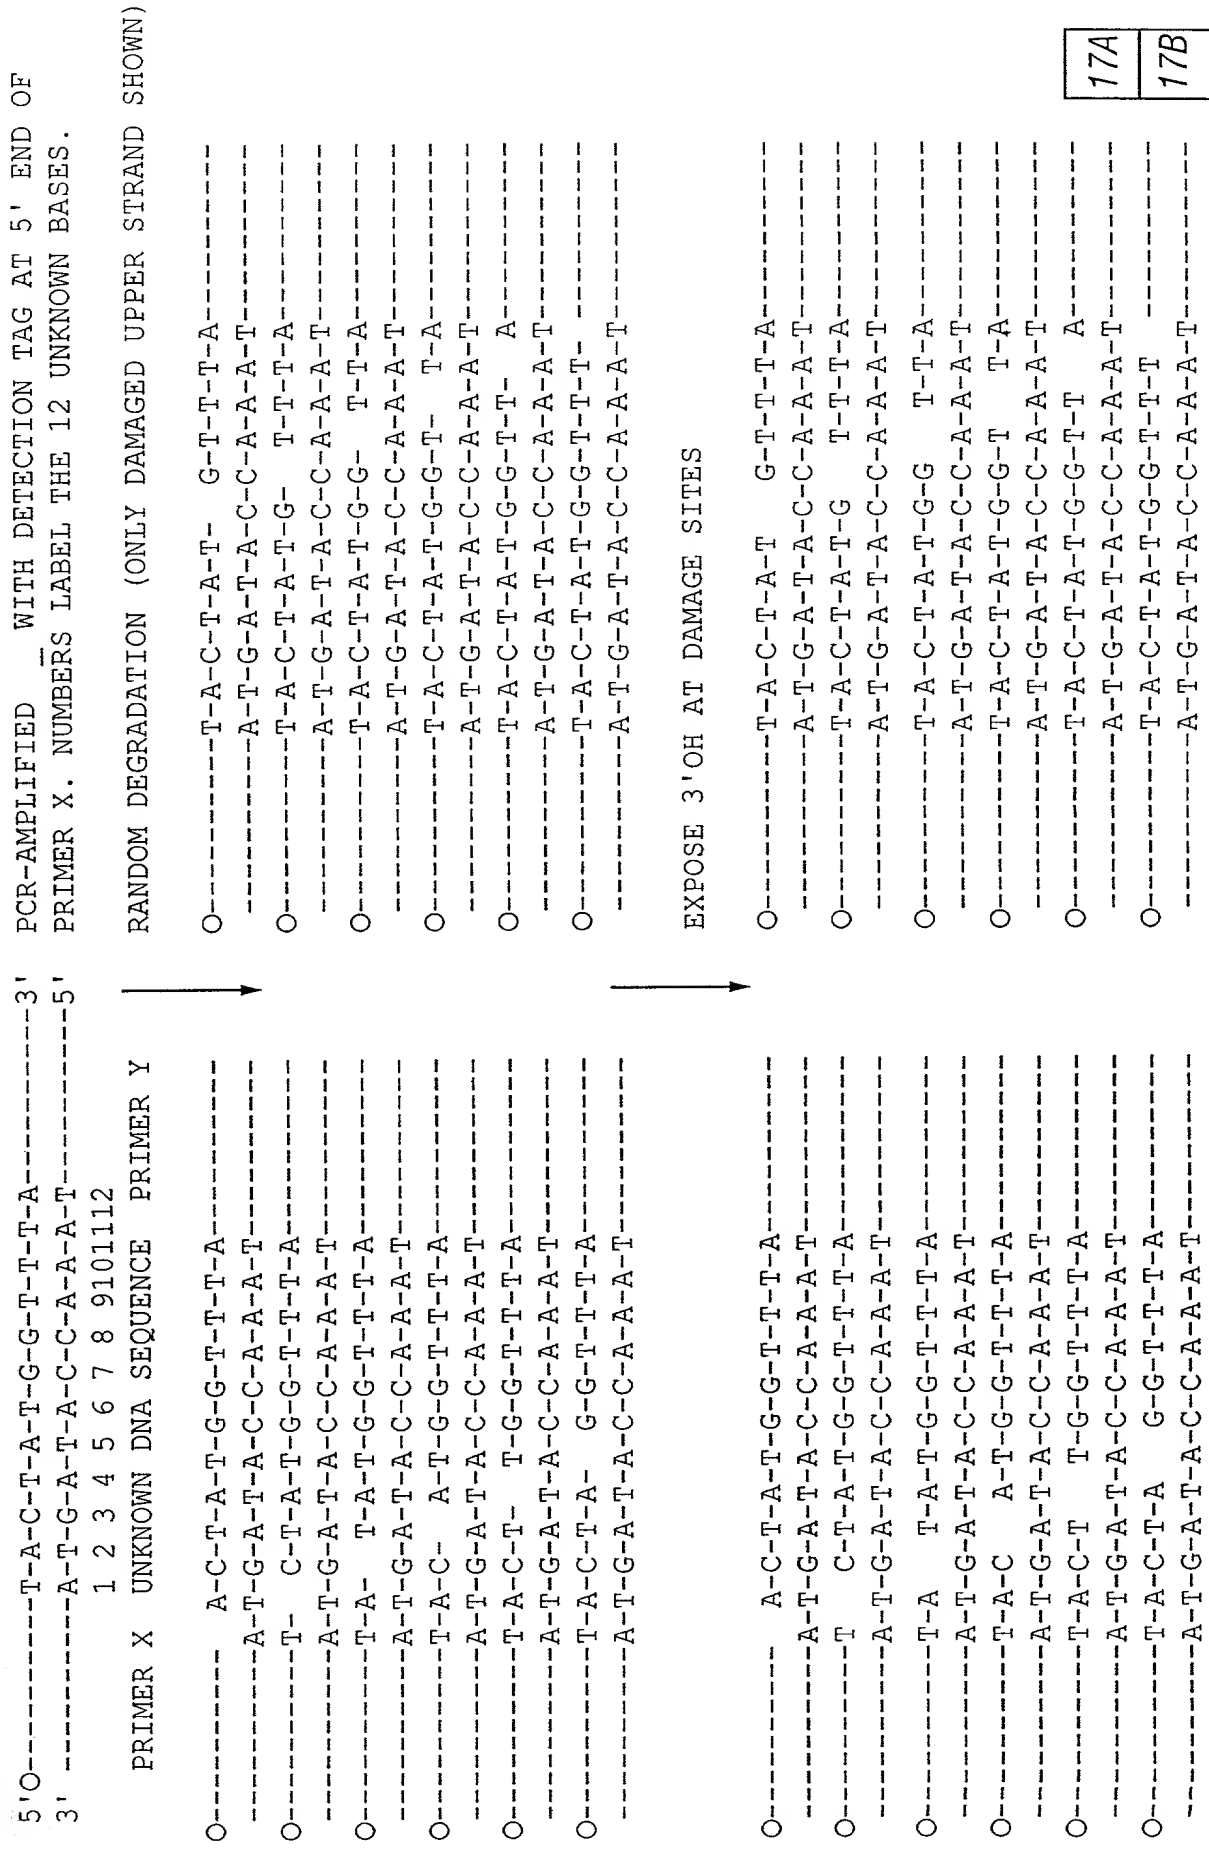 5'O----------T-A-C-T-A-T-G-G-T-T-T-A----------3' PCR-AMPLIFIED _ WITH DETECTION TAG AT 5' END OF
3' ----------A-T-G-A-T-A-C-C-A-A-A-T----------5' PRIMER X. NUMBERS LABEL THE 12 UNKNOWN BASES.
1 2 3 4 5 6 7 8 9101112
PRIMER X UNKNOWN DNA SEQUENCE PRIMER Y RANDOM DEGRADATION (ONLY DAMAGED UPPER STRAND SHOWN)
O---------- A-C-T-A-T-G-G-T-T-T-A---------- O----------T-A-C-T-A-T- G-T-T-T-A----------
----------A-T-G-A-T-A-C-C-A-A-A-T---------- ----------A-T-G-A-T-A-C-C-A-A-A-T----------
O----------T- C-T-A-T-G-G-T-T-T-A---------- O----------T-A-C-T-A-T-G- T-T-T-A----------
----------A-T-G-A-T-A-C-C-A-A-A-T---------- ----------A-T-G-A-T-A-C-C-A-A-A-T----------
O----------T-A- T-A-T-G-G-T-T-T-A---------- O----------T-A-C-T-A-T-G-G- T-T-A----------
----------A-T-G-A-T-A-C-C-A-A-A-T---------- ----------A-T-G-A-T-A-C-C-A-A-A-T----------
O----------T-A-C- A-T-G-G-T-T-T-A---------- O----------T-A-C-T-A-T-G-G-T- T-A----------
----------A-T-G-A-T-A-C-C-A-A-A-T---------- ----------A-T-G-A-T-A-C-C-A-A-A-T----------
O----------T-A-C-T- T-G-G-T-T-T-A---------- O----------T-A-C-T-A-T-G-G-T-T- A----------
----------A-T-G-A-T-A-C-C-A-A-A-T---------- ----------A-T-G-A-T-A-C-C-A-A-A-T----------
O----------T-A-C-T-A- G-G-T-T-T-A---------- O----------T-A-C-T-A-T-G-G-T-T-T- ----------
----------A-T-G-A-T-A-C-C-A-A-A-T---------- ----------A-T-G-A-T-A-C-C-A-A-A-T----------
EXPOSE 3'OH AT DAMAGE SITES
O---------- A-C-T-A-T-G-G-T-T-T-A---------- O----------T-A-C-T-A-T G-T-T-T-A----------
----------A-T-G-A-T-A-C-C-A-A-A-T---------- ----------A-T-G-A-T-A-C-C-A-A-A-T----------
O----------T C-T-A-T-G-G-T-T-T-A---------- O----------T-A-C-T-A-T-G T-T-T-A----------
----------A-T-G-A-T-A-C-C-A-A-A-T---------- ----------A-T-G-A-T-A-C-C-A-A-A-T----------
O----------T-A T-A-T-G-G-T-T-T-A---------- O----------T-A-C-T-A-T-G-G T-T-A----------
----------A-T-G-A-T-A-C-C-A-A-A-T---------- ----------A-T-G-A-T-A-C-C-A-A-A-T----------
O----------T-A-C A-T-G-G-T-T-T-A---------- O----------T-A-C-T-A-T-G-G-T T-A----------
----------A-T-G-A-T-A-C-C-A-A-A-T---------- ----------A-T-G-A-T-A-C-C-A-A-A-T----------
O----------T-A-C-T T-G-G-T-T-T-A---------- O----------T-A-C-T-A-T-G-G-T-T A----------
----------A-T-G-A-T-A-C-C-A-A-A-T---------- ----------A-T-G-A-T-A-C-C-A-A-A-T----------
O----------T-A-C-T-A G-G-T-T-T-A---------- O----------T-A-C-T-A-T-G-G-T-T-T ----------
----------A-T-G-A-T-A-C-C-A-A-A-T---------- ----------A-T-G-A-T-A-C-C-A-A-A-T----------
17A
17B